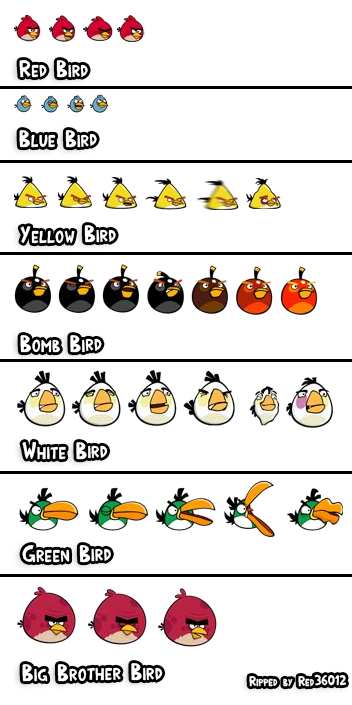 Red Bird
Blue Bird
Yellow Bird
Bomb Bird
White Bird
Green Bird
Big Brother Bird
Ripped by Red36012